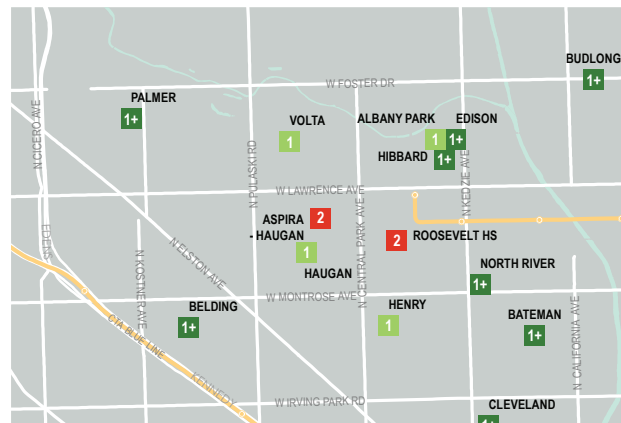 BUDLONG
1+
W FOSTER DR
PALMER
1+
N CICERO AVE
VOLTA
1
ALBANY PARK
1
EDISON
1+
HIBBARD
1+
N PULASKI RD
N KEDZIE AVE
W LAWRENCE AVE
N CENTRAL PARK AVE
ASPIRA
- HAUGAN
2
1
HAUGAN
2
ROOSEVELT HS
EDENS
N KOSTNER AVE
N ELSTON AVE
NORTH RIVER
1+
W MONTROSE AVE
BELDING
1+
HENRY
1
BATEMAN
1+
N CALIFORNIA AVE
CTA BLUE LINE
KENNEDY
W IRVING PARK RD
CLEVELAND
1+